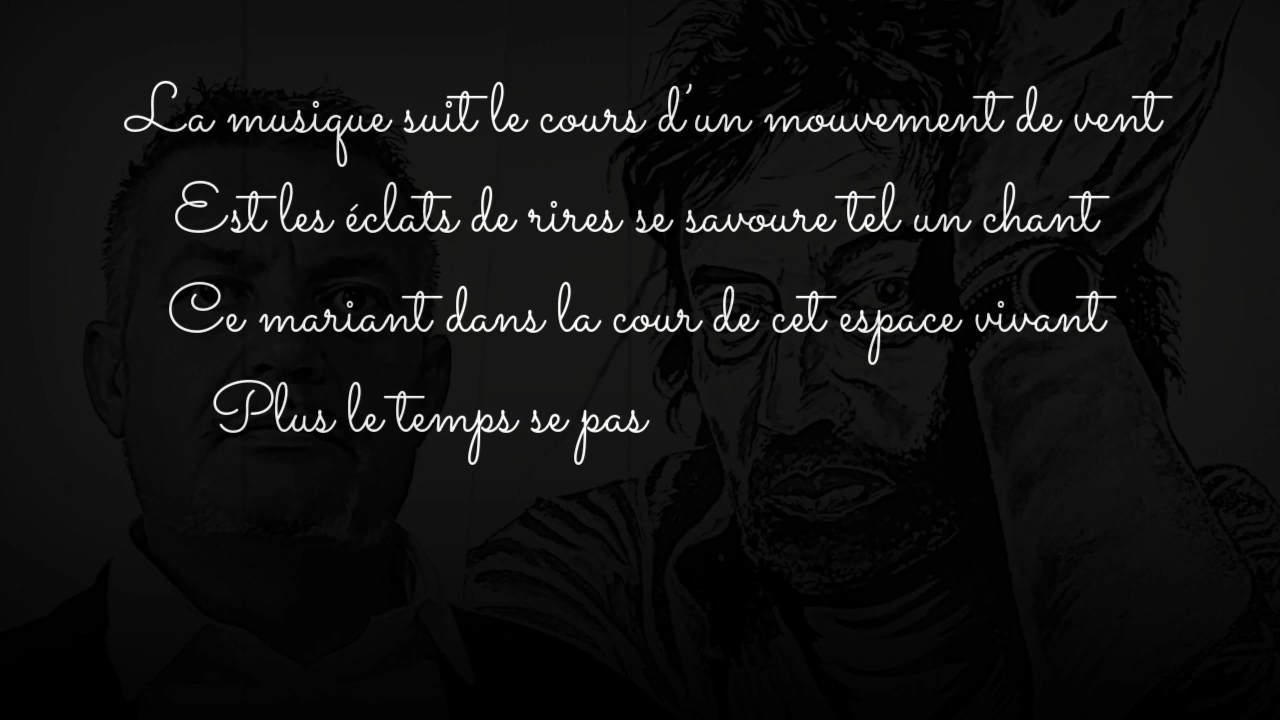 La musique suit le cours d'un mouvement de vent
Est les éclats de rires se savoure tel un chant
Ce mariant dans la cour de cet espace vivant
Plus le temps se pas